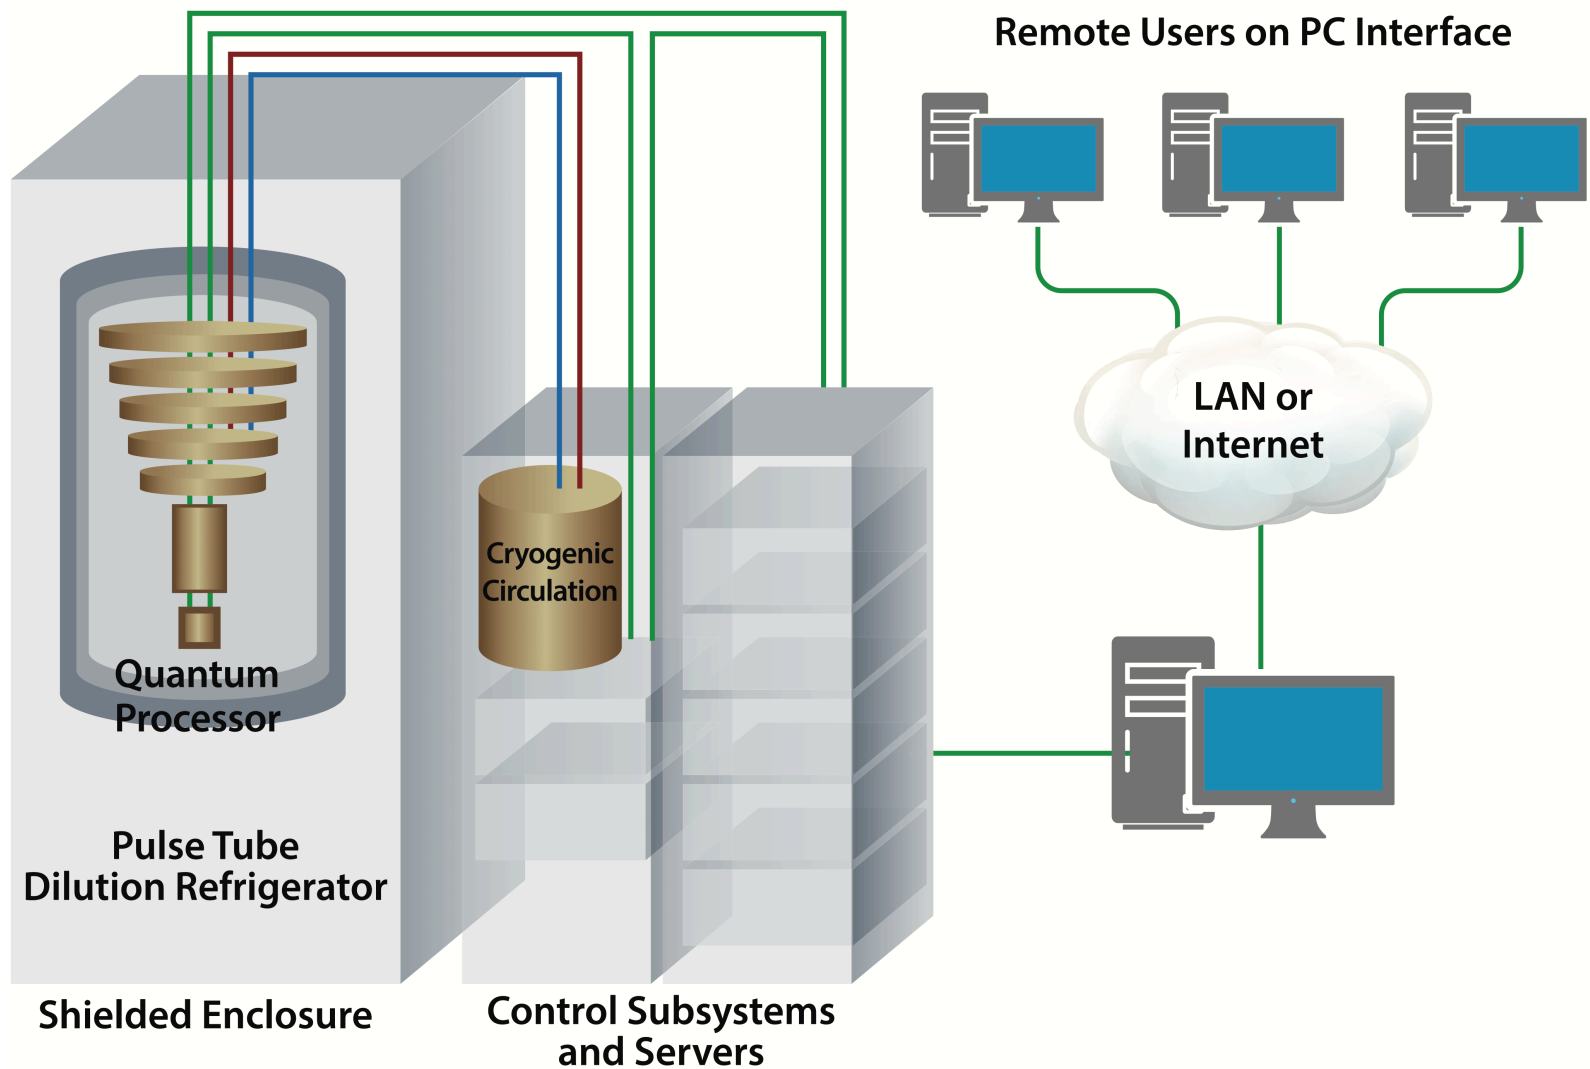 Remote Users on PC Interface
LAN or
Internet
Cryogenic
Circulation
Quantum
Processor
Pulse Tube
Dilution Refrigerator
Shielded Enclosure
Control Subsystems
and Servers